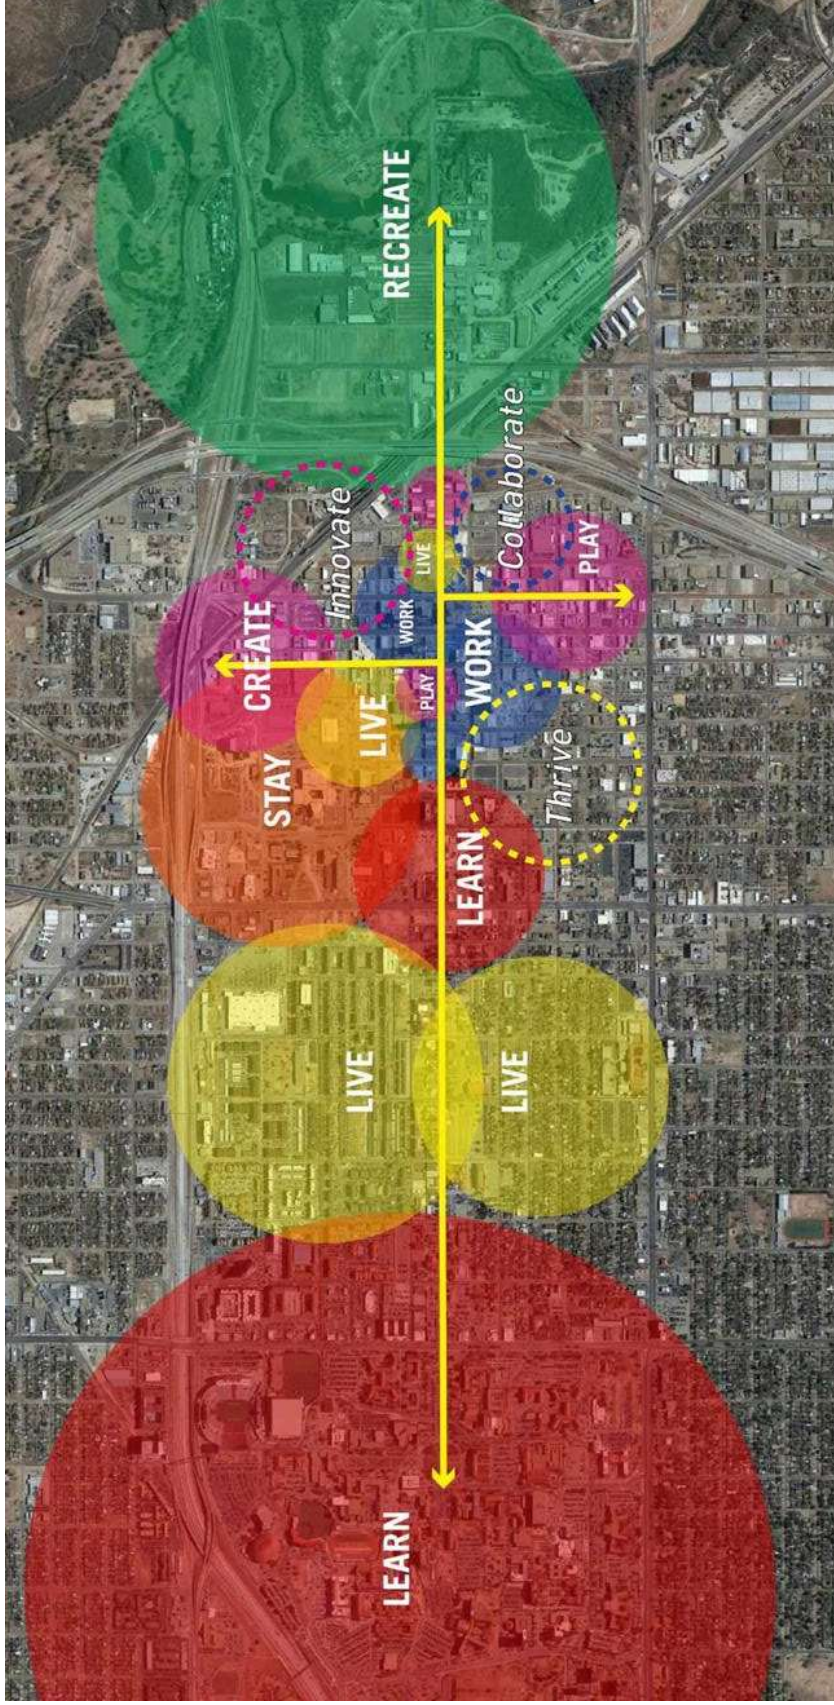 RECREATE
Collaborate
Innovate
PLAY
LIVE
CREATE
WORK
WORK
PLAY
LIVE
STAY
Thrive
LEARN
LIVE
LIVE
LEARN